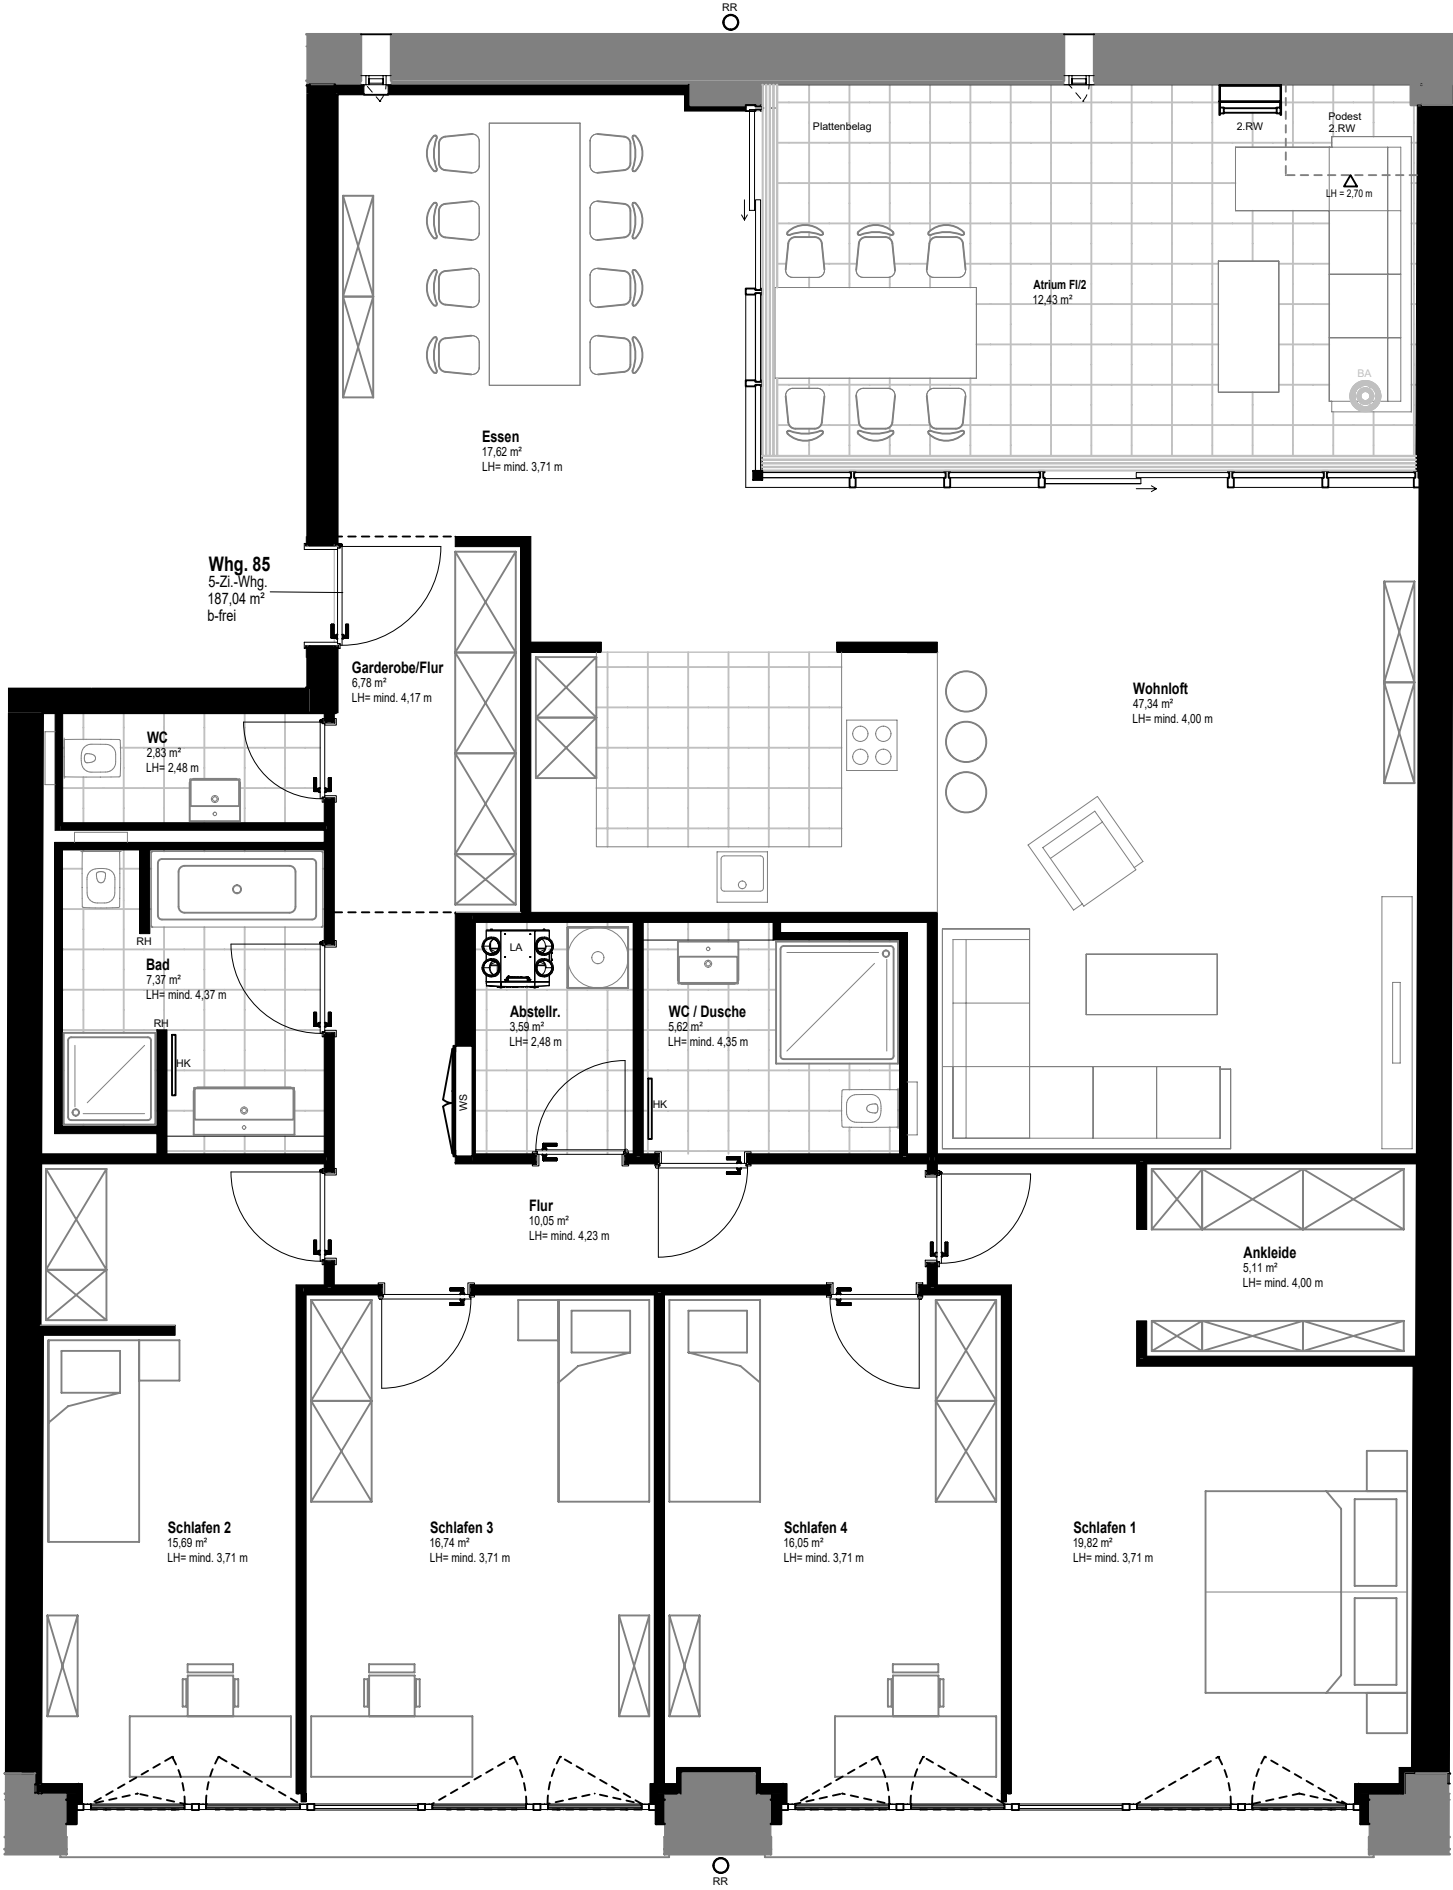 RR
Plattenbelag
2.RW
Podest
2.RW
LH = 2,70 m
Atrium Fl/2
12,43 m²
BA
Essen
17,62 m²
LH= mind. 3,71 m
Whg. 85
5-Zi.-Whg.
187,04 m²
b-frei
Garderobe/Flur
6,78 m²
LH= mind. 4,17 m
Wohnloft
47,34 m²
LH= mind. 4,00 m
WC
2,83 m²
LH= 2,48 m
RH
Bad
7,37 m²
LH= mind. 4,37 m
RH
HK
LA
Abstellr.
3,59 m²
LH= 2,48 m
WS
WC / Dusche
5,62 m²
LH= mind. 4,35 m
HK
Flur
10,05 m²
LH= mind. 4,23 m
Ankleide
5,11 m²
LH= mind. 4,00 m
Schlafen 2
15,69 m²
LH= mind. 3,71 m
Schlafen 3
16,74 m²
LH= mind. 3,71 m
Schlafen 4
16,05 m²
LH= mind. 3,71 m
Schlafen 1
19,82 m²
LH= mind. 3,71 m
RR